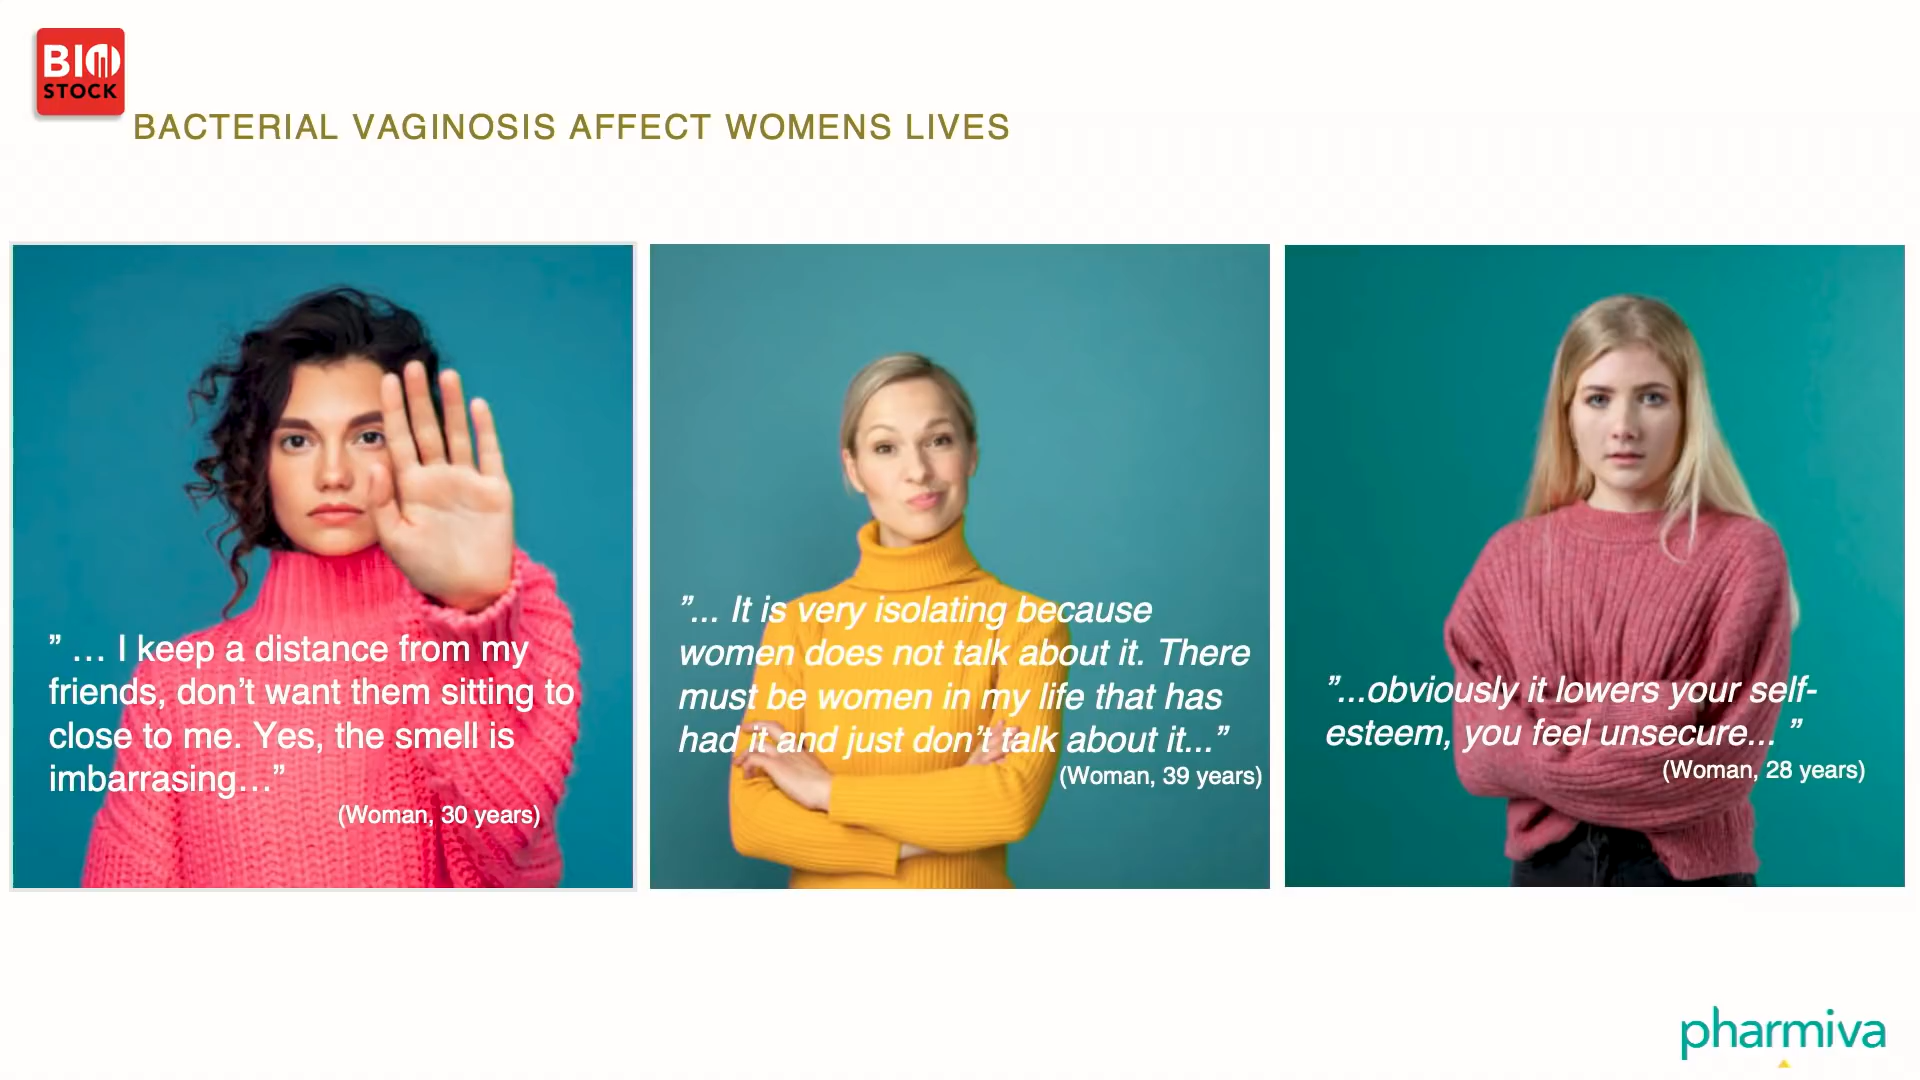 BIO
STOCK
BACTERIAL VAGINOSIS AFFECT WOMENS LIVES
” … I keep a distance from my
friends, don’t want them sitting to
close to me. Yes, the smell is
imbarrasing…”
(Woman, 30 years)
”... It is very isolating because
women does not talk about it. There
must be women in my life that has
had it and just don’t talk about it...”
(Woman, 39 years)
”...obviously it lowers your self-
esteem, you feel unsecure... ”
(Woman, 28 years)
pharmiva